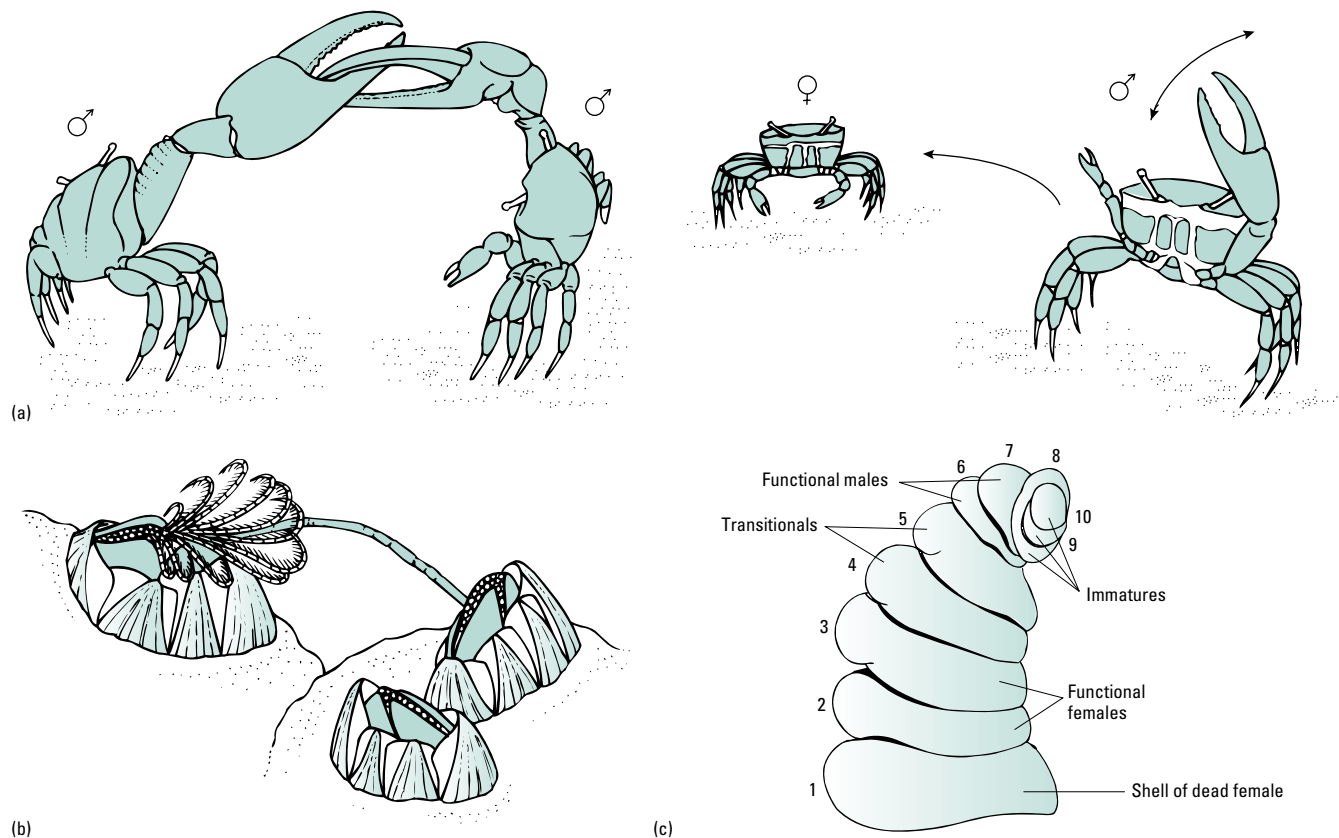 ♂
♂
♀
♂
(a)
(b)
Functional males
Transitionals
6
7
8
5
10
9
4
Immatures
3
2
Functional
females
1
Shell of dead female
(c)